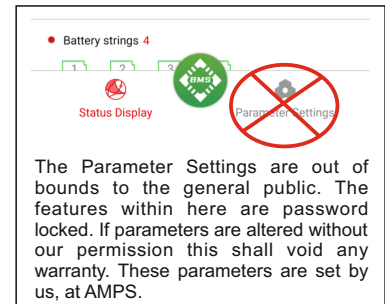 Battery strings 4
1 2 3
BMS
Status Display Parameter Settings
The Parameter Settings are out of
bounds to the general public. The
features within here are password
locked. If parameters are altered without
our permission this shall void any
warranty. These parameters are set by
us, at AMPS.